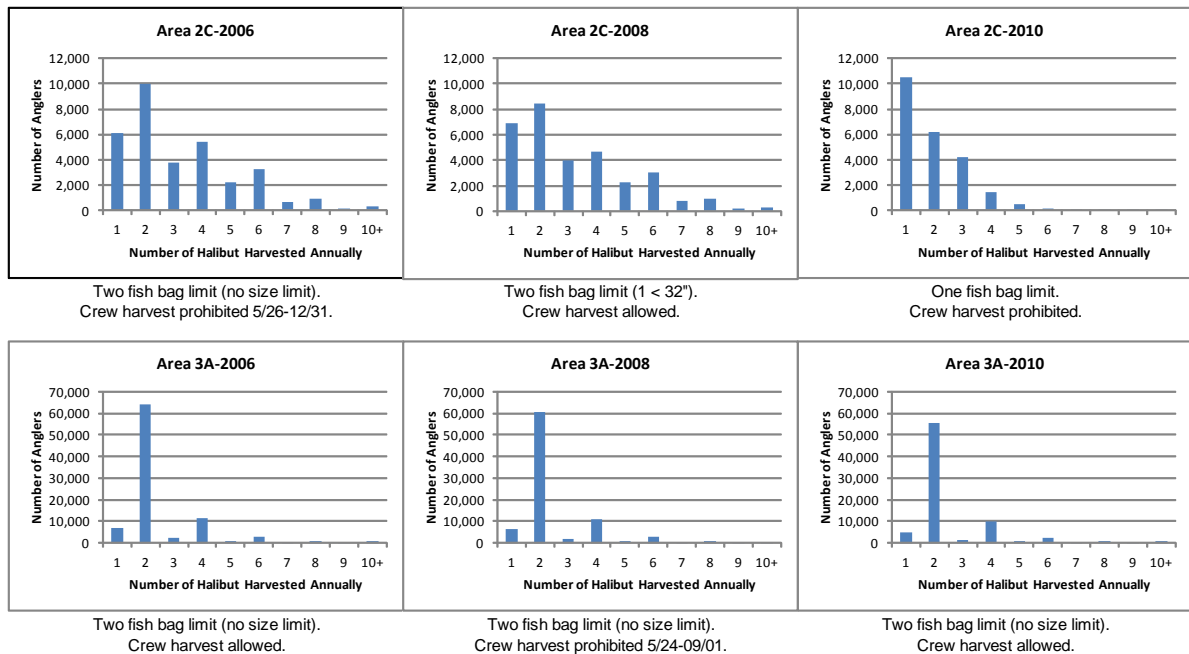 Area 2C-2006
Number of Anglers
12,000
10,000
8,000
6,000
4,000
2,000
0
1 2 3 4 5 6 7 8 9 10+
Number of Halibut Harvested Annually
Two fish bag limit (no size limit).
Crew harvest prohibited 5/26-12/31.
Area 2C-2008
Number of Anglers
12,000
10,000
8,000
6,000
4,000
2,000
0
1 2 3 4 5 6 7 8 9 10+
Number of Halibut Harvested Annually
Two fish bag limit (1 < 32").
Crew harvest allowed.
Area 2C-2010
Number of Anglers
12,000
10,000
8,000
6,000
4,000
2,000
0
1 2 3 4 5 6 7 8 9 10+
Number of Halibut Harvested Annually
One fish bag limit.
Crew harvest prohibited.
Area 3A-2006
Number of Anglers
70,000
60,000
50,000
40,000
30,000
20,000
10,000
0
1 2 3 4 5 6 7 8 9 10+
Number of Halibut Harvested Annually
Two fish bag limit (no size limit).
Crew harvest allowed.
Area 3A-2008
Number of Anglers
70,000
60,000
50,000
40,000
30,000
20,000
10,000
0
1 2 3 4 5 6 7 8 9 10+
Number of Halibut Harvested Annually
Two fish bag limit (no size limit).
Crew harvest prohibited 5/24-09/01.
Area 3A-2010
Number of Anglers
70,000
60,000
50,000
40,000
30,000
20,000
10,000
0
1 2 3 4 5 6 7 8 9 10+
Number of Halibut Harvested Annually
Two fish bag limit (no size limit).
Crew harvest allowed.